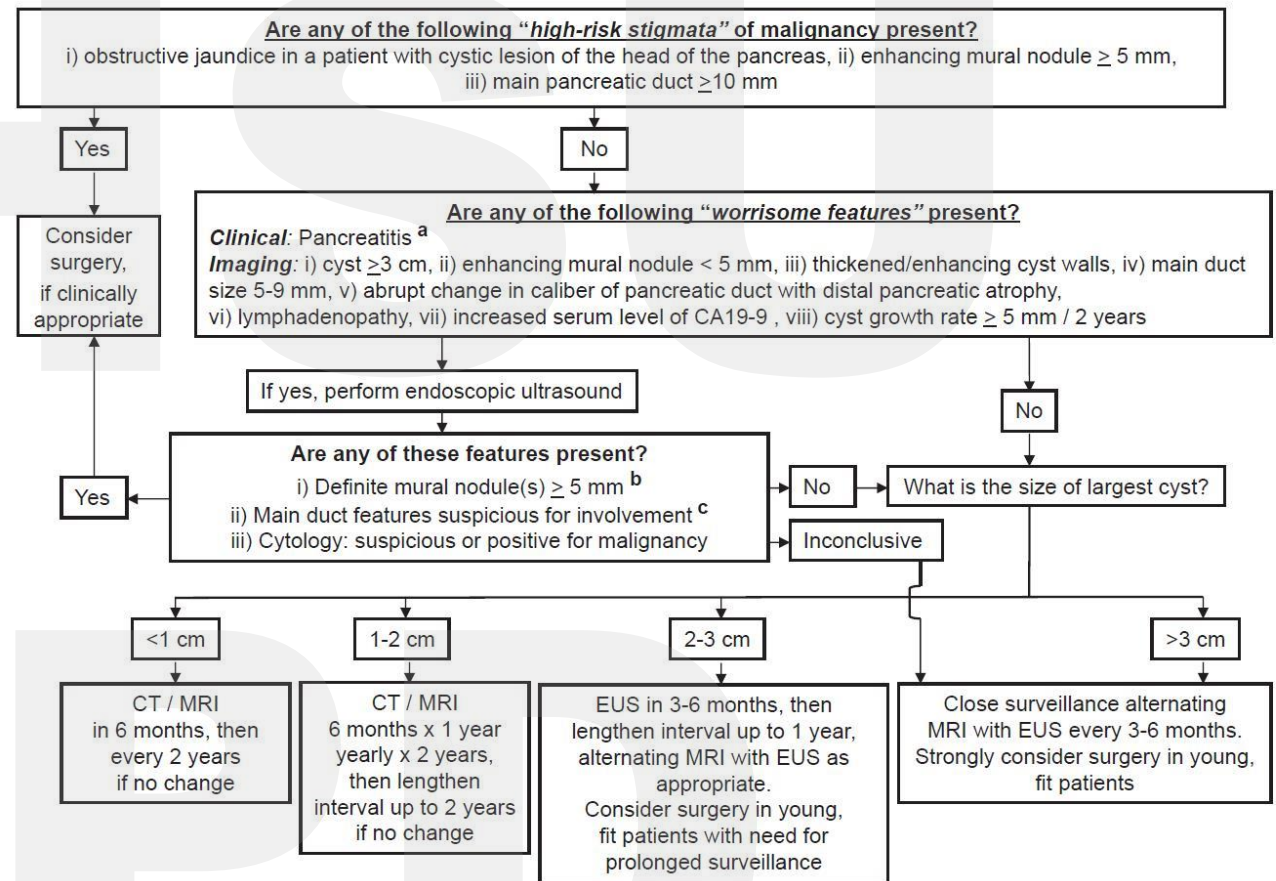 Are any of the following “high-risk stigmata” of malignancy present?
i) obstructive jaundice in a patient with cystic lesion of the head of the pancreas, ii) enhancing mural nodule ≥ 5 mm,
iii) main pancreatic duct ≥10 mm
Yes
No
Consider
surgery,
if clinically
appropriate
Are any of the following “worrisome features” present?
Clinical: Pancreatitis a
Imaging: i) cyst ≥3 cm, ii) enhancing mural nodule < 5 mm, iii) thickened/enhancing cyst walls, iv) main duct
size 5-9 mm, v) abrupt change in caliber of pancreatic duct with distal pancreatic atrophy,
vi) lymphadenopathy, vii) increased serum level of CA19-9 , viii) cyst growth rate ≥ 5 mm / 2 years
If yes, perform endoscopic ultrasound
No
Are any of these features present?
i) Definite mural nodule(s) ≥ 5 mm b
ii) Main duct features suspicious for involvement c
iii) Cytology: suspicious or positive for malignancy
Yes
No
What is the size of largest cyst?
Inconclusive
<1 cm
1-2 cm
2-3 cm
>3 cm
CT / MRI
in 6 months, then
every 2 years
if no change
CT / MRI
6 months x 1 year
yearly x 2 years,
then lengthen
interval up to 2 years
if no change
EUS in 3-6 months, then
lengthen interval up to 1 year,
alternating MRI with EUS as
appropriate.
Consider surgery in young,
fit patients with need for
prolonged surveillance
Close surveillance alternating
MRI with EUS every 3-6 months.
Strongly consider surgery in young,
fit patients